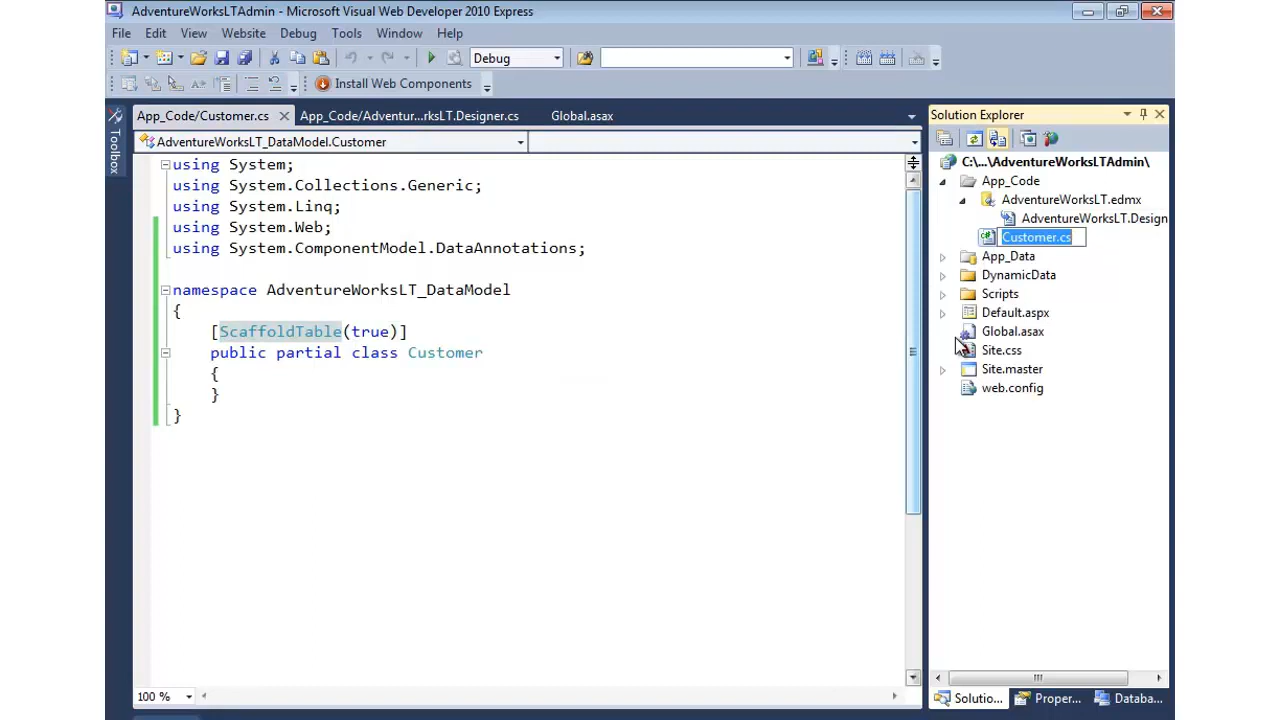 AdventureWorksLTAdmin - Microsoft Visual Web Developer 2010 Express
File Edit View Website Debug Tools Window Help
Debug
Install Web Components
App_Code/Customer.cs App_Code/Adventur...rksLT.Designer.cs Global.asax
AdventureWorksLT_DataModel.Customer
using System;
using System.Collections.Generic;
using System.Linq;
using System.Web;
using System.ComponentModel.DataAnnotations;
namespace AdventureWorksLT_DataModel
{
[ScaffoldTable(true)]
public partial class Customer
{
}
}
100 %
Toolbox
Solution Explorer
C:\...\AdventureWorksLTAdmin\
App_Code
AdventureWorksLT.edmx
AdventureWorksLT.Design
Customer.cs
App_Data
DynamicData
Scripts
Default.aspx
Global.asax
Site.css
Site.master
web.config
Solutio... Proper... Databa...